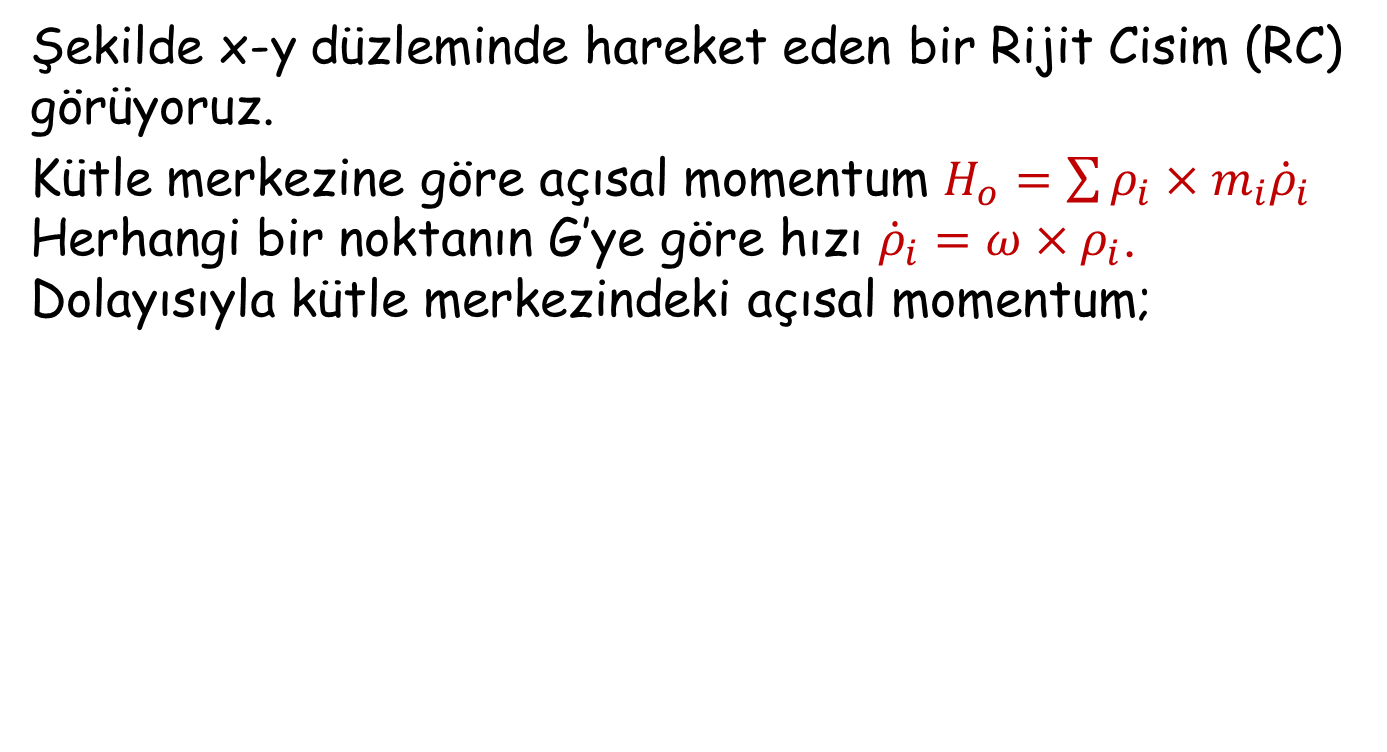 Şekilde x-y düzleminde hareket eden bir Rijit Cisim (RC)
görüyoruz.
Kütle merkezine göre açısal momentum H_o = ∑ ρ_i × m_i ρ̇_i
Herhangi bir noktanın G'ye göre hızı ρ̇_i = ω × ρ_i.
Dolayısıyla kütle merkezindeki açısal momentum;